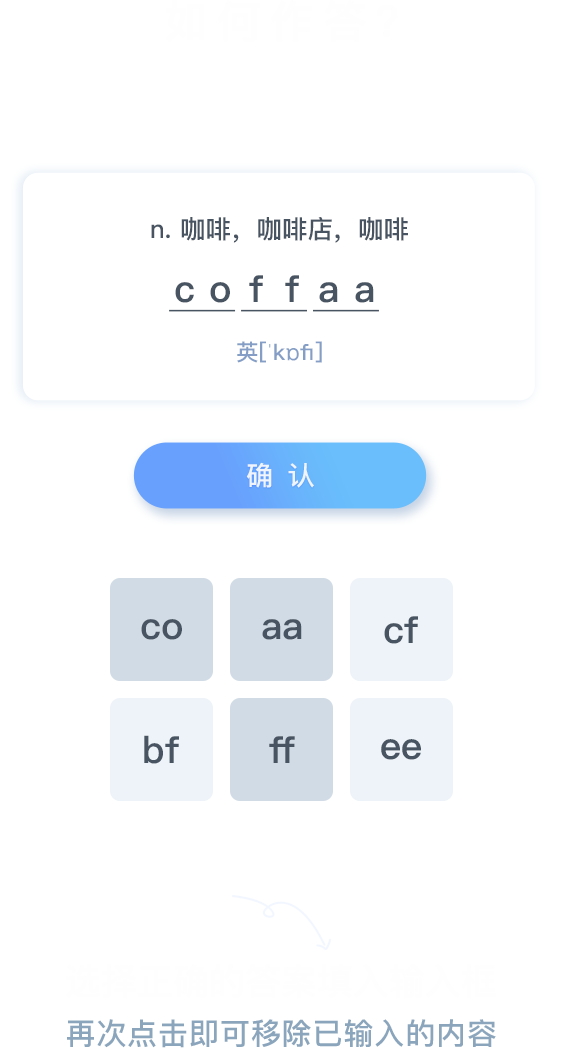 n. 咖啡，咖啡店，咖啡
c o f f a a
英[ˈkɒfi]
确 认
co aa cf
bf ff ee
再次点击即可移除已输入的内容